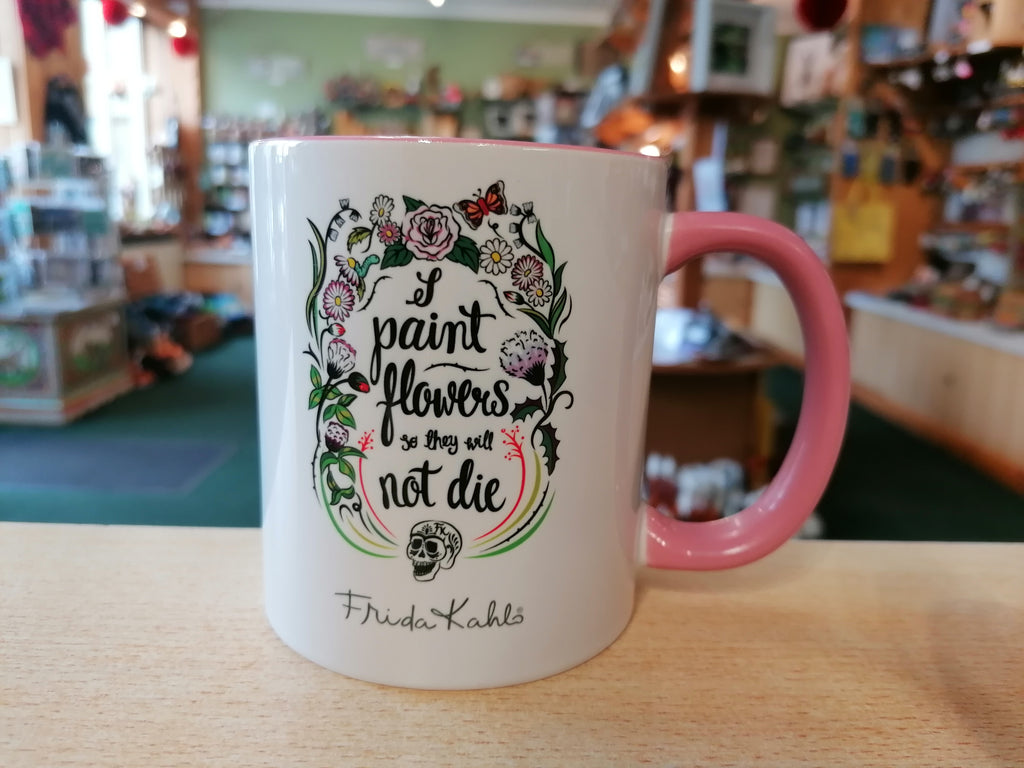 I
paint
flowers
so they will
not die
Frida Kahlo